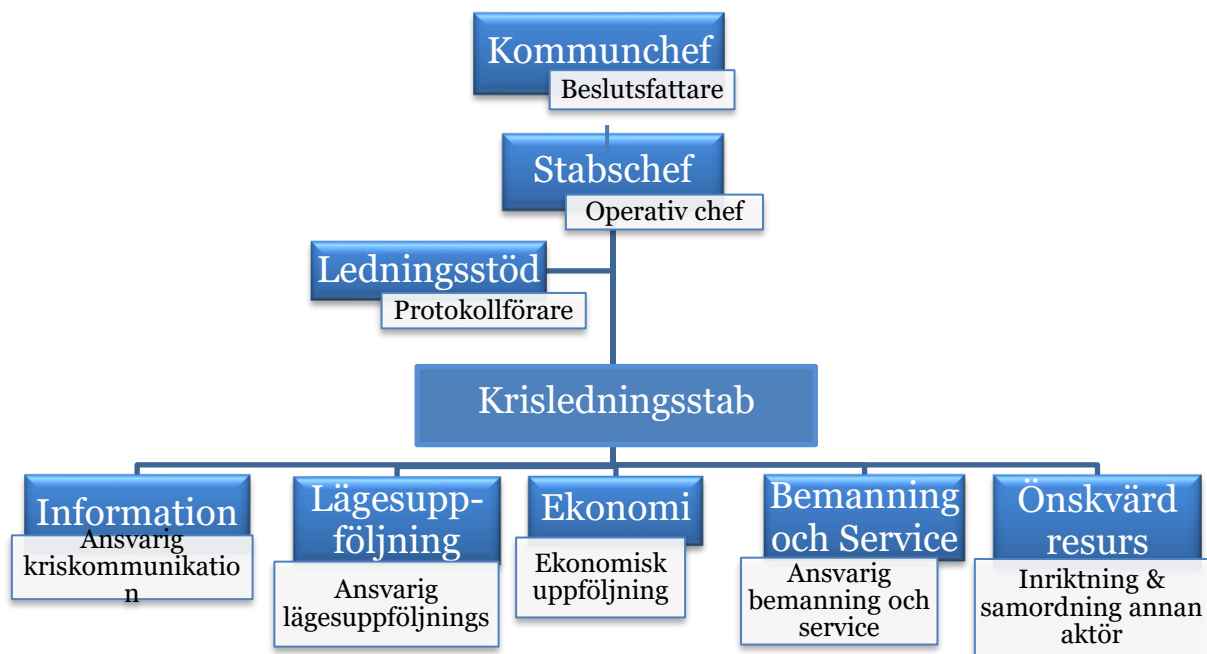 Kommunchef
Beslutsfattare
Stabschef
Operativ chef
Ledningsstöd
Protokollförare
Krisledningsstab
Information
Ansvarig
kriskommunikatio
n
Lägesupp-
följning
Ansvarig
lägesuppföljnings
Ekonomi
Ekonomisk
uppföljning
Bemanning
och Service
Ansvarig
bemanning och
service
Önskvärd
resurs
Inriktning &
samordning annan
aktör